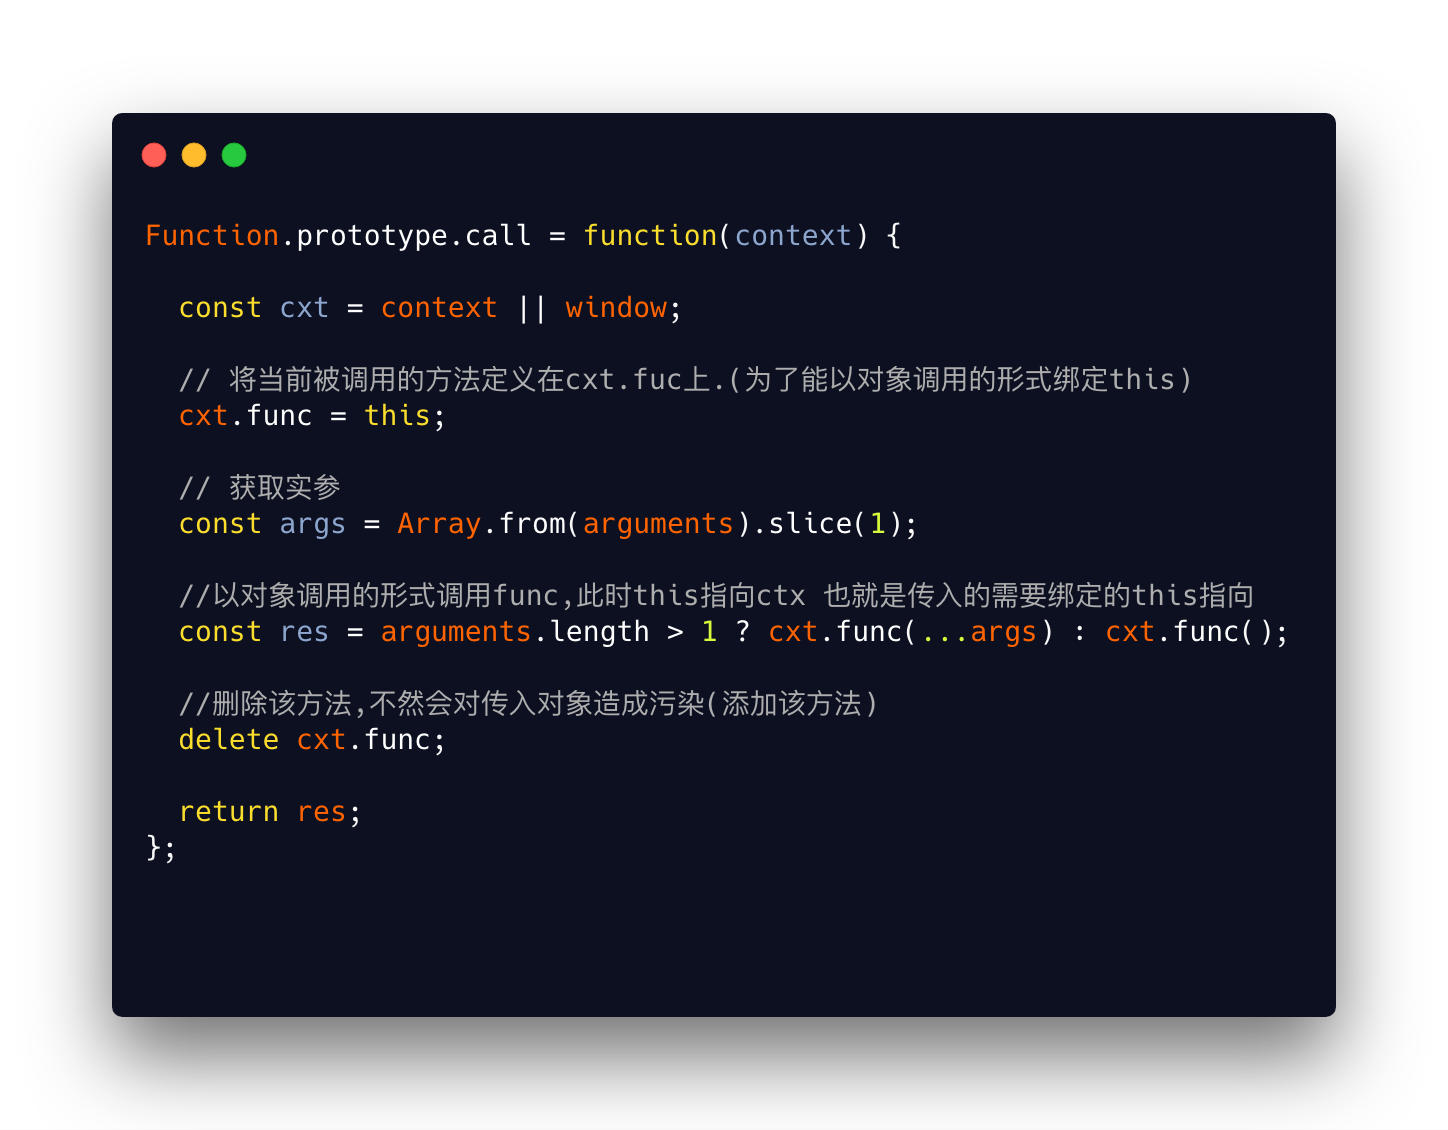 Function.prototype.call = function(context) {
const cxt = context || window;
// 将当前被调用的方法定义在cxt.fuc上.(为了能以对象调用的形式绑定this)
cxt.func = this;
// 获取实参
const args = Array.from(arguments).slice(1);
//以对象调用的形式调用func,此时this指向ctx 也就是传入的需要绑定的this指向
const res = arguments.length > 1 ? cxt.func(...args) : cxt.func();
//删除该方法,不然会对传入对象造成污染(添加该方法)
delete cxt.func;
return res;
};